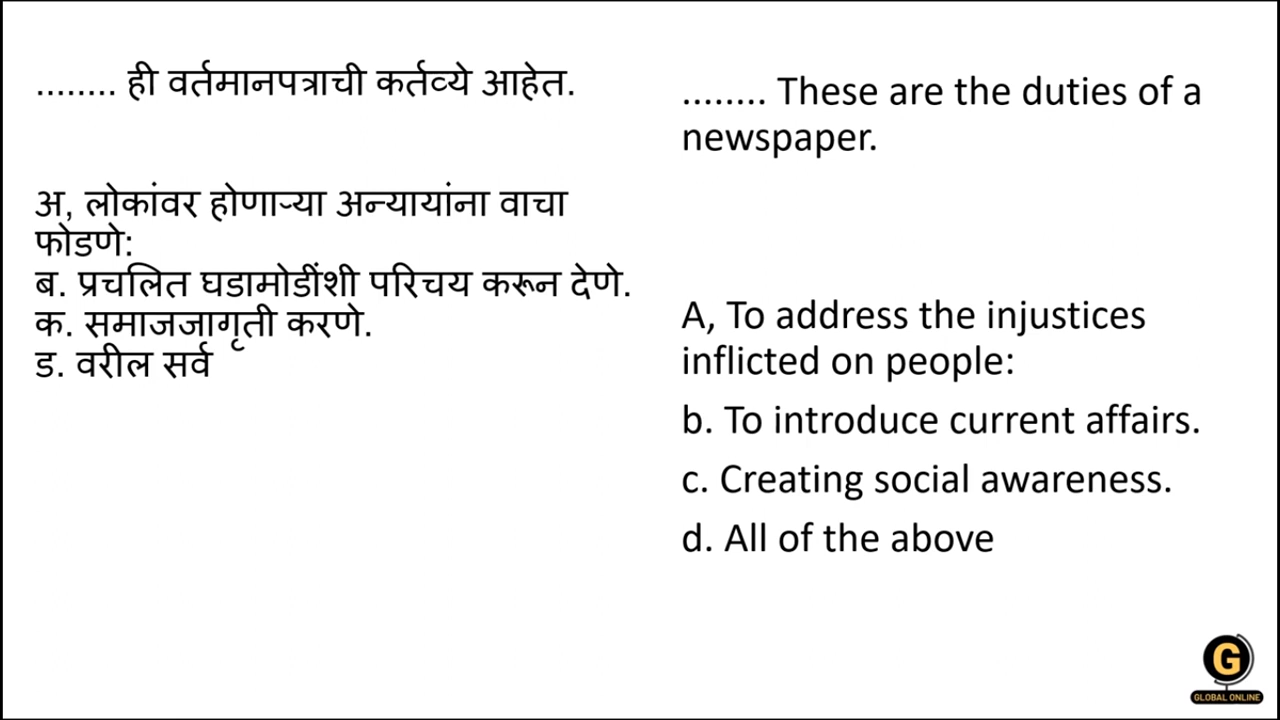 ........ ही वर्तमानपत्राची कर्तव्ये आहेत.
अ, लोकांवर होणाऱ्या अन्यायांना वाचा
फोडणे:
ब. प्रचलित घडामोडींशी परिचय करून देणे.
क. समाजजागृती करणे.
ड. वरील सर्व
........ These are the duties of a
newspaper.
A, To address the injustices
inflicted on people:
b. To introduce current affairs.
c. Creating social awareness.
d. All of the above
G
GLOBAL ONLINE